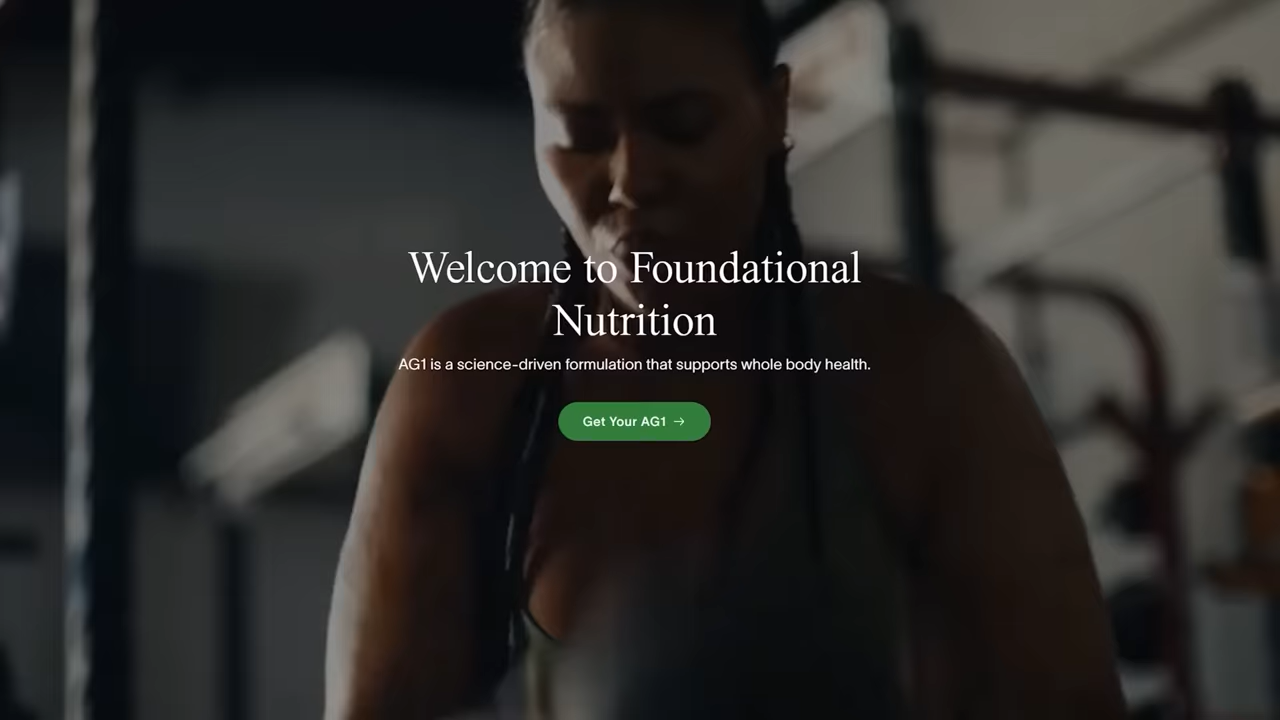 Welcome to Foundational
Nutrition
AG1 is a science-driven formulation that supports whole body health.
Get Your AG1 →